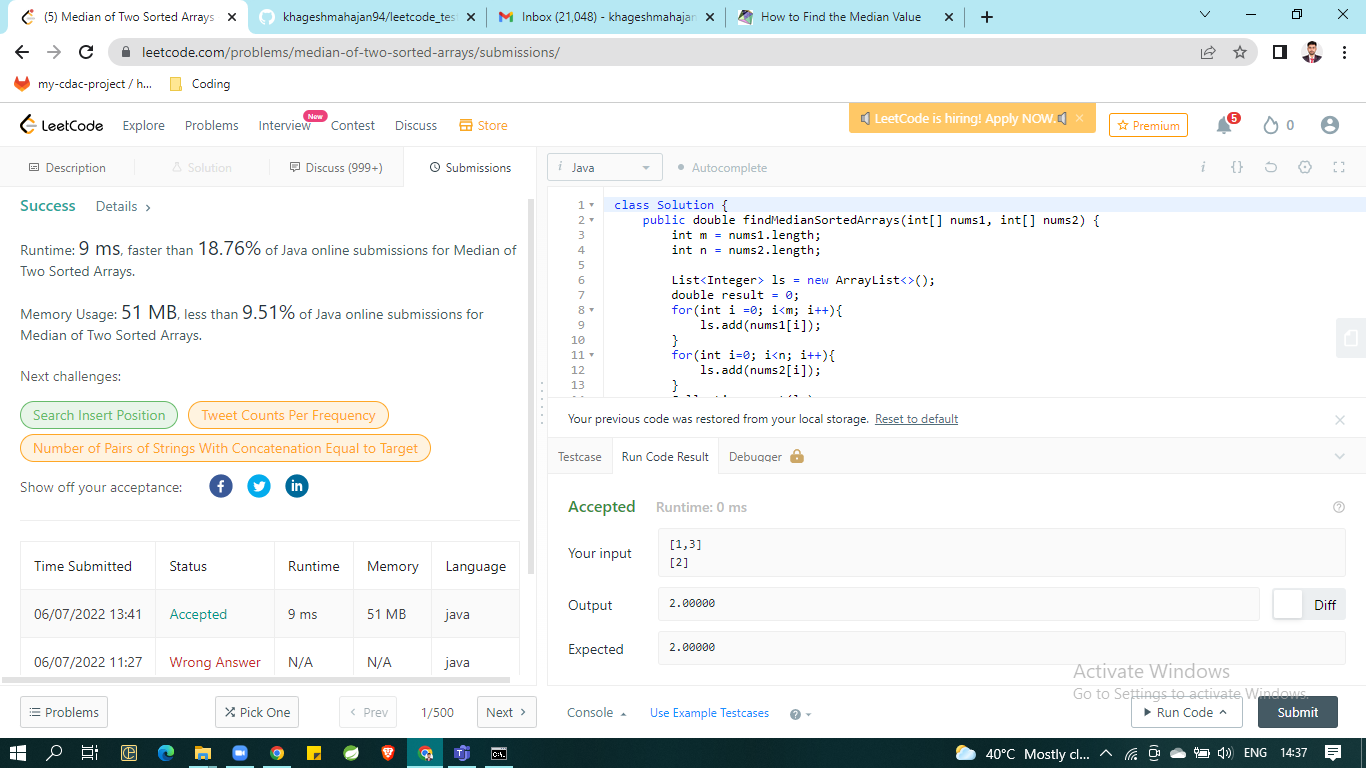 (5) Median of Two Sorted Arrays
khageshmahajan94/leetcode_tes
Inbox (21,048) - khageshmahajan
How to Find the Median Value
leetcode.com/problems/median-of-two-sorted-arrays/submissions/
my-cdac-project / h...
Coding
LeetCode
Explore
Problems
Interview
New
Contest
Discuss
Store
LeetCode is hiring! Apply NOW.
Premium
5
0
Description
Solution
Discuss (999+)
Submissions
i Java
Autocomplete
i {}
Success Details
Runtime: 9 ms, faster than 18.76% of Java online submissions for Median of
Two Sorted Arrays.
Memory Usage: 51 MB, less than 9.51% of Java online submissions for
Median of Two Sorted Arrays.
Next challenges:
Search Insert Position
Tweet Counts Per Frequency
Number of Pairs of Strings With Concatenation Equal to Target
Show off your acceptance:
Time Submitted Status Runtime Memory Language
06/07/2022 13:41 Accepted 9 ms 51 MB java
06/07/2022 11:27 Wrong Answer N/A N/A java
1 class Solution {
2 public double findMedianSortedArrays(int[] nums1, int[] nums2) {
3 int m = nums1.length;
4 int n = nums2.length;
5
6 List<Integer> ls = new ArrayList<>();
7 double result = 0;
8 for(int i =0; i<m; i++){
9 ls.add(nums1[i]);
10 }
11 for(int i=0; i<n; i++){
12 ls.add(nums2[i]);
13 }
Your previous code was restored from your local storage. Reset to default
Testcase
Run Code Result
Debugger
Accepted Runtime: 0 ms
Your input
[1,3]
[2]
Output
2.00000
Diff
Expected
2.00000
Activate Windows
Go to Settings to activate Windows.
Problems
Pick One
Prev
1/500
Next
Console
Use Example Testcases
Run Code
Submit
40°C Mostly cl...
ENG
14:37